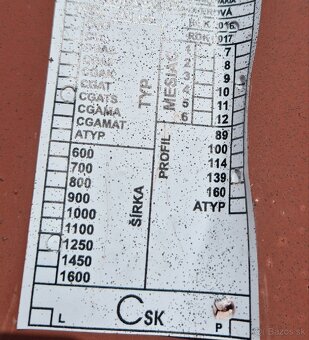 ROK 2016
ROK 2017
CGAT
CGATS
CGAMA
CGAMAT
ATYP
TYP
MESIAC
1
2
3
4
5
6
7
8
9
10
11
12
600
700
800
900
1000
1100
1250
1450
1600
ŠÍRKA
PROFIL
89
100
114
139
160
ATYP
L
CSK
P